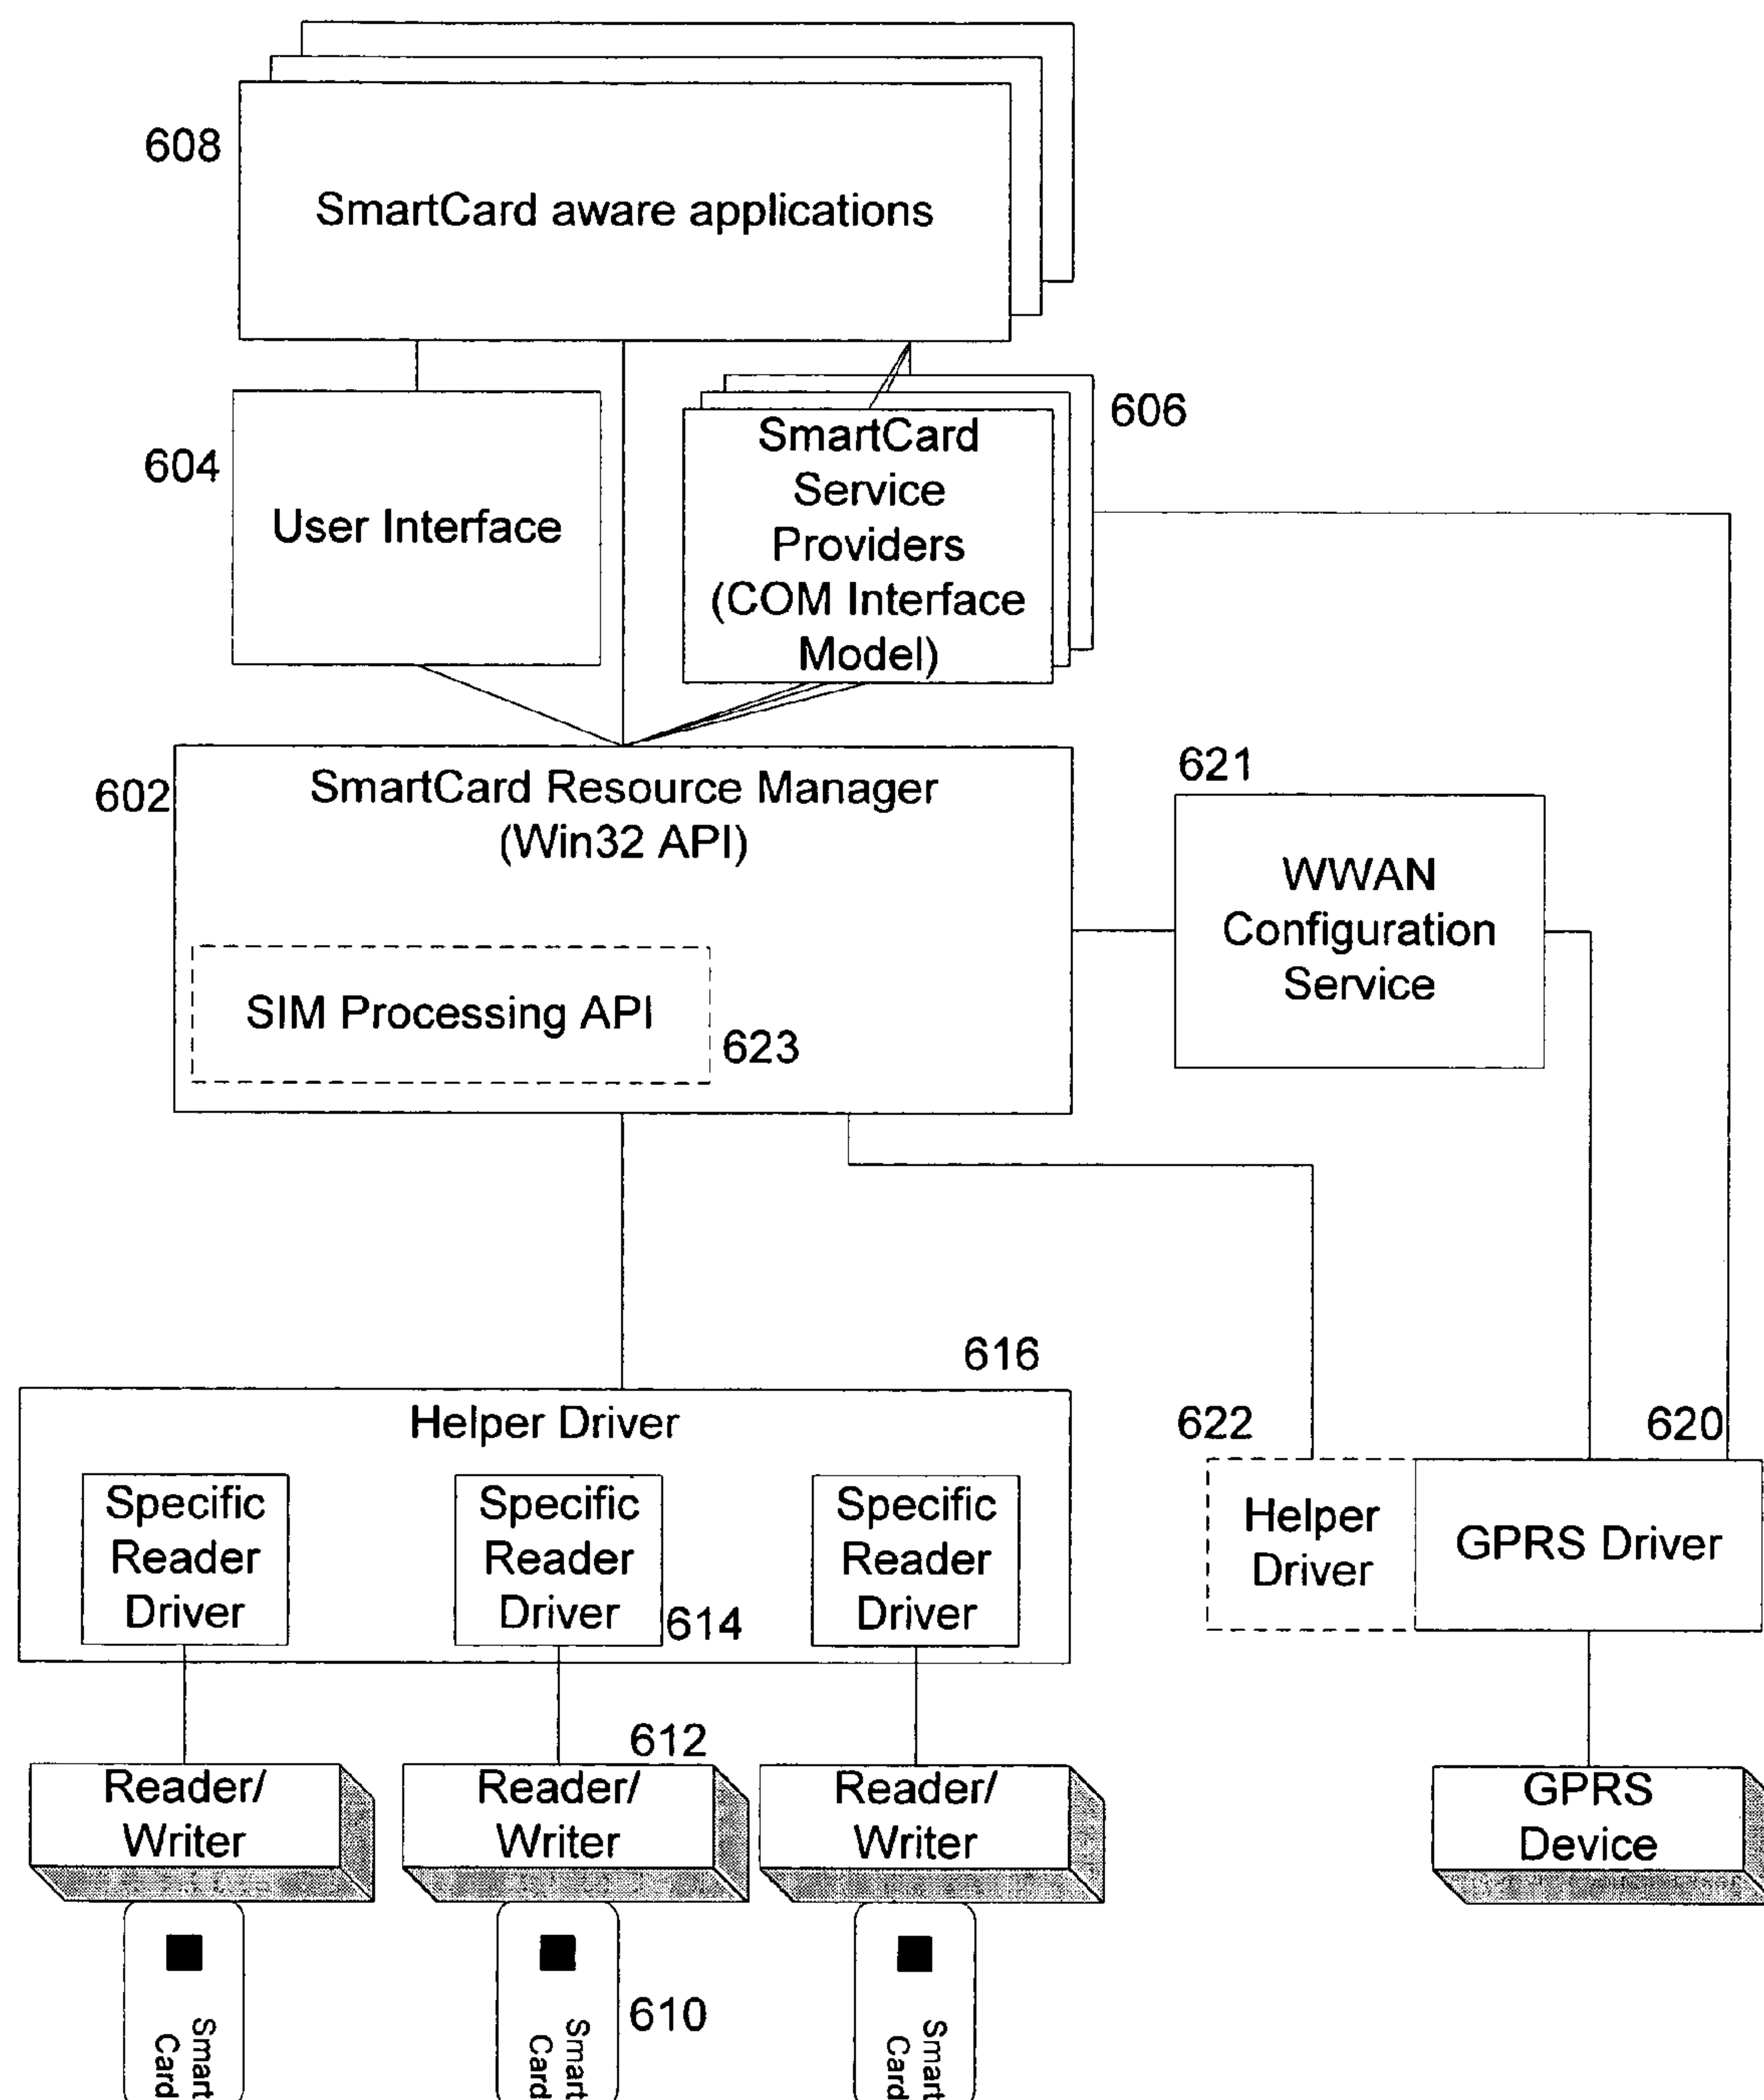 608
SmartCard aware applications
606
604
User Interface
SmartCard
Service
Providers
(COM Interface
Model)
602
SmartCard Resource Manager
(Win32 API)
621
WWAN
Configuration
Service
SIM Processing API
623
616
Helper Driver
Specific
Reader
Driver
Specific
Reader
Driver
614
Specific
Reader
Driver
622
620
Helper
Driver
GPRS Driver
612
Reader/
Writer
Reader/
Writer
Reader/
Writer
GPRS
Device
Smart
Card
Smart
Card
610
Smart
Card